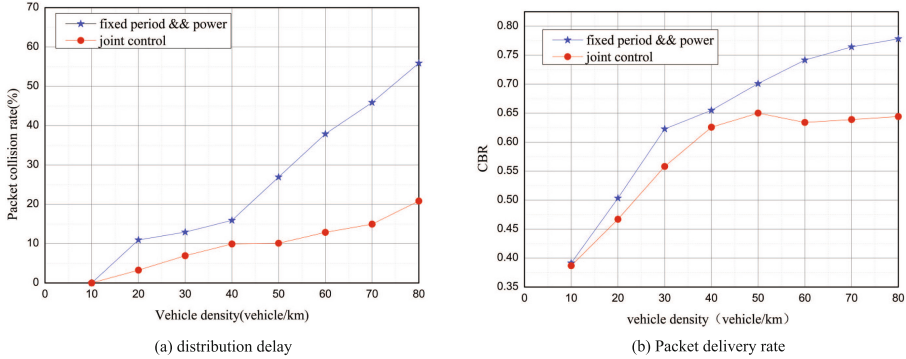 70
60
50
40
30
20
10
0
Packet collision rate(%)
fixed period && power
joint control
0 10 20 30 40 50 60 70 80
Vehicle density(vehicle/km)
(a) distribution delay
0.80
0.75
0.70
0.65
0.60
0.55
0.50
0.45
0.40
0.35
CBR
fixed period && power
joint control
0 10 20 30 40 50 60 70 80
vehicle density（vehicle/km）
(b) Packet delivery rate